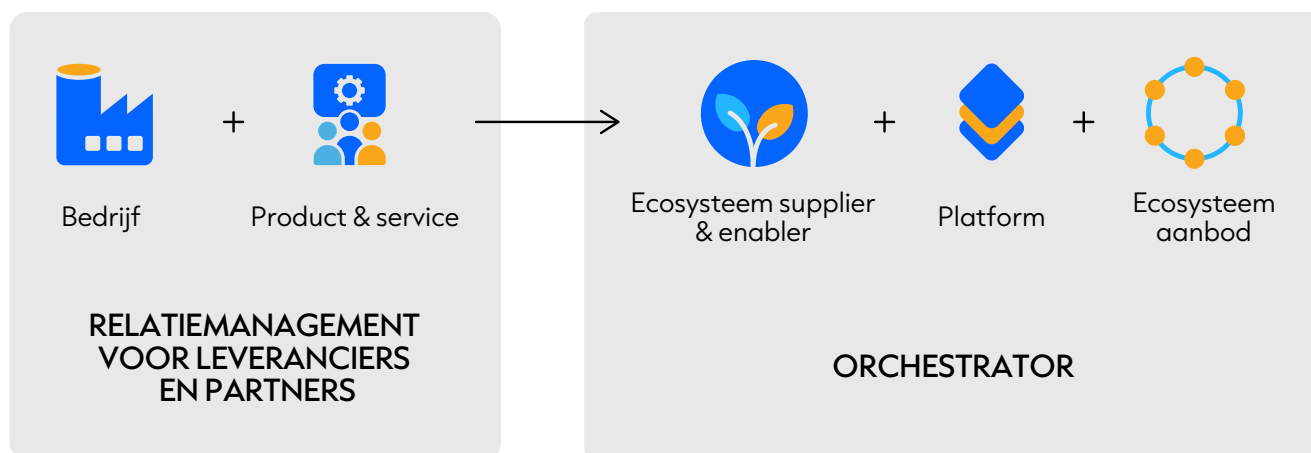 +
+
+
Bedrijf
Product & service
Ecosysteem supplier
& enabler
Platform
Ecosysteem
aanbod
RELATIEMANAGEMENT
VOOR LEVERANCIERS
EN PARTNERS
ORCHESTRATOR